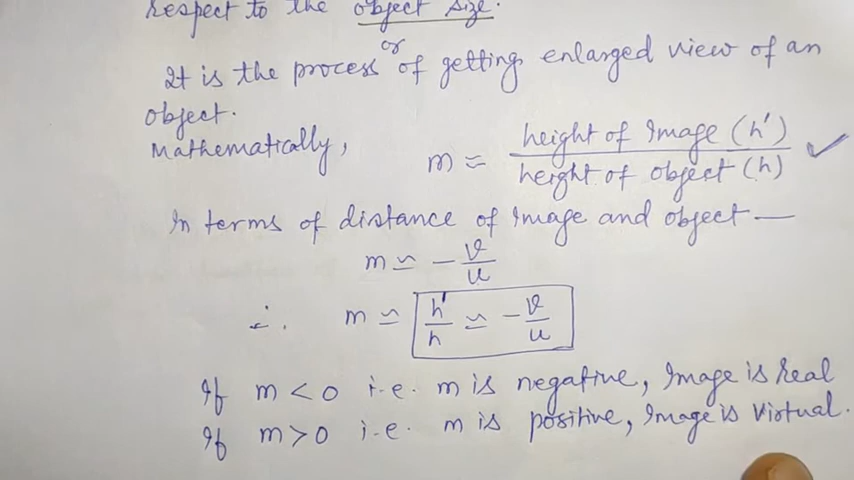 respect to the object size.
or
It is the process of getting enlarged view of an
object.
Mathematically,
m = height of Image (h') / height of object (h)
In terms of distance of Image and object —
m = - v/u
∴ m = h'/h = - v/u
If m < 0 i.e. m is negative, Image is real
If m > 0 i.e. m is positive, Image is virtual.